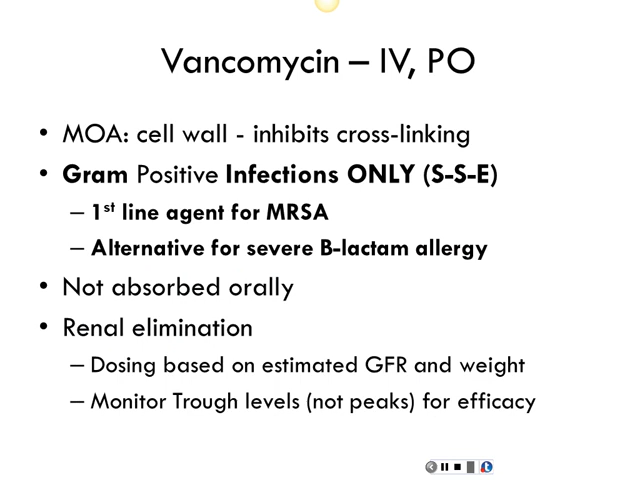 Vancomycin – IV, PO
• MOA: cell wall - inhibits cross-linking
• Gram Positive Infections ONLY (S-S-E)
– 1st line agent for MRSA
– Alternative for severe B-lactam allergy
• Not absorbed orally
• Renal elimination
– Dosing based on estimated GFR and weight
– Monitor Trough levels (not peaks) for efficacy